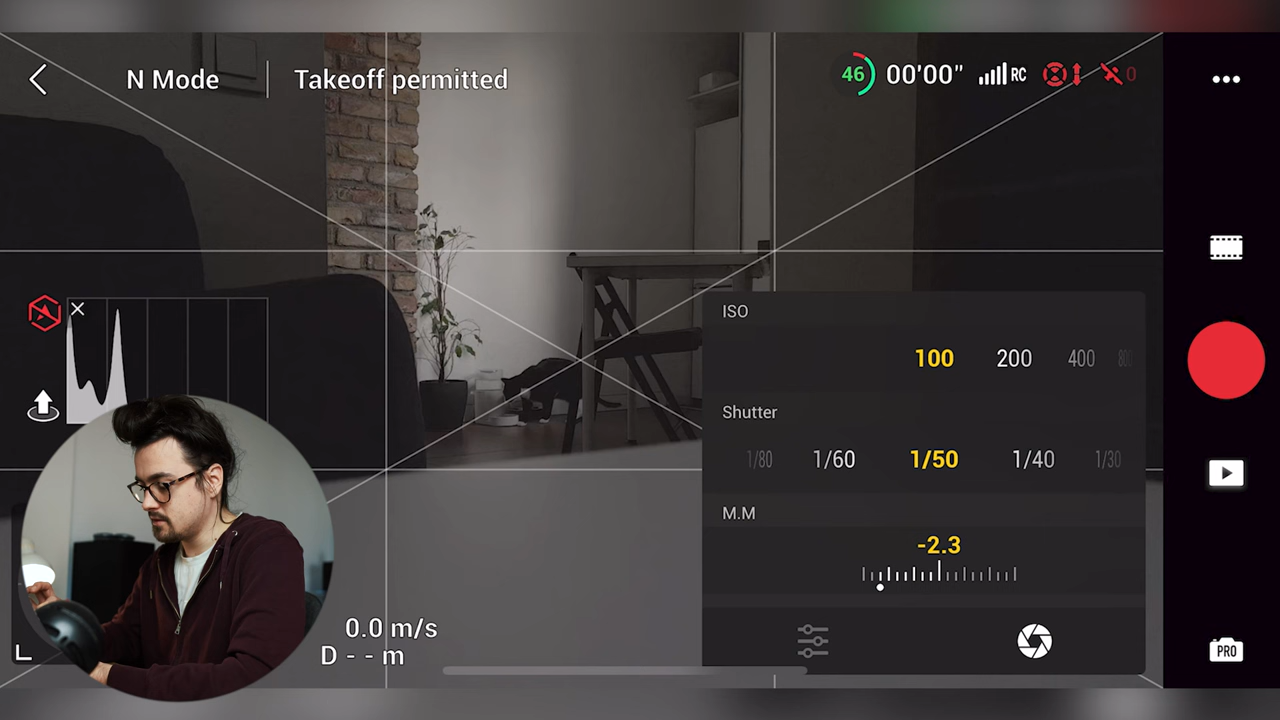 N Mode
Takeoff permitted
46
00'00"
RC
0
ISO
100 200 400 800
Shutter
1/80 1/60 1/50 1/40 1/30
M.M
-2.3
0.0 m/s
D - - m
L
PRO